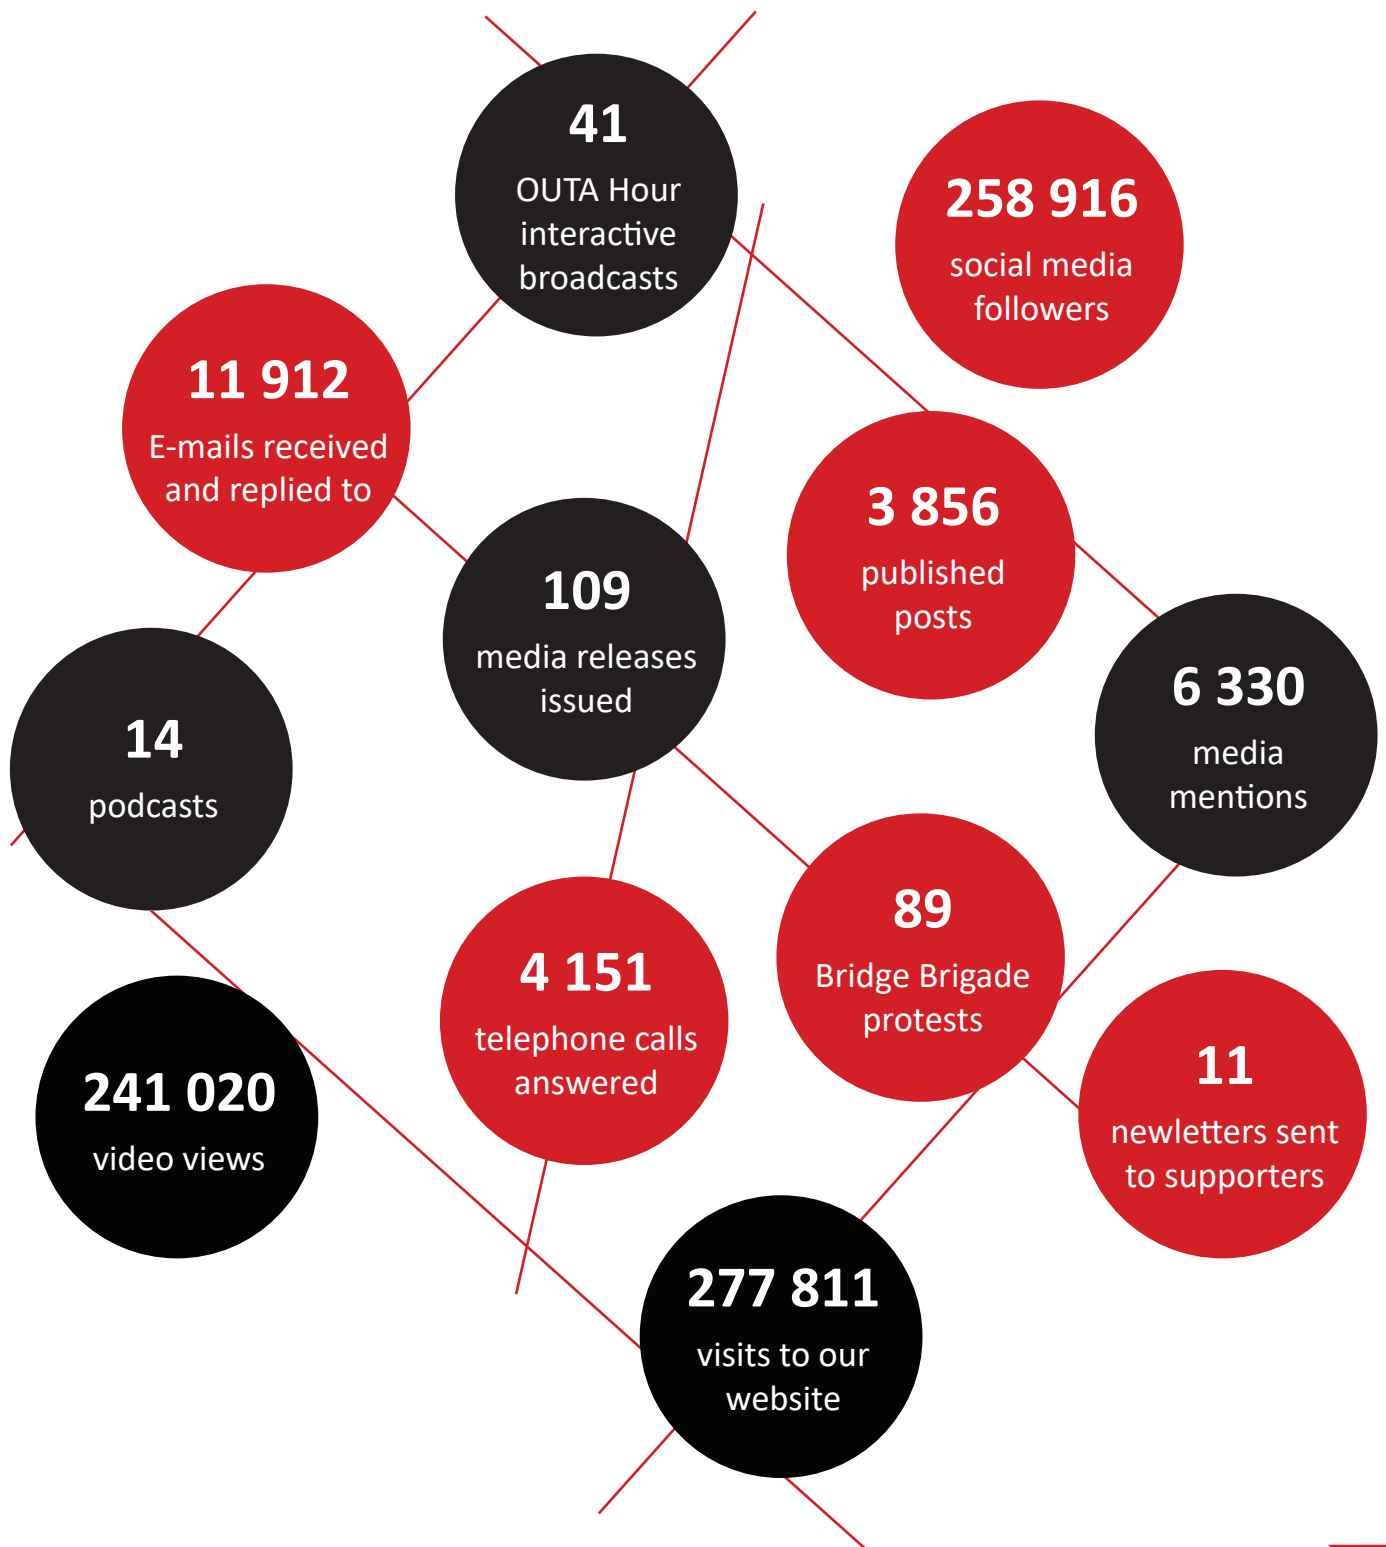 41
OUTA Hour
interactive
broadcasts
258 916
social media
followers
11 912
E-mails received
and replied to
3 856
published
posts
109
media releases
issued
6 330
media
mentions
14
podcasts
89
Bridge Brigade
protests
4 151
telephone calls
answered
11
newletters sent
to supporters
241 020
video views
277 811
visits to our
website